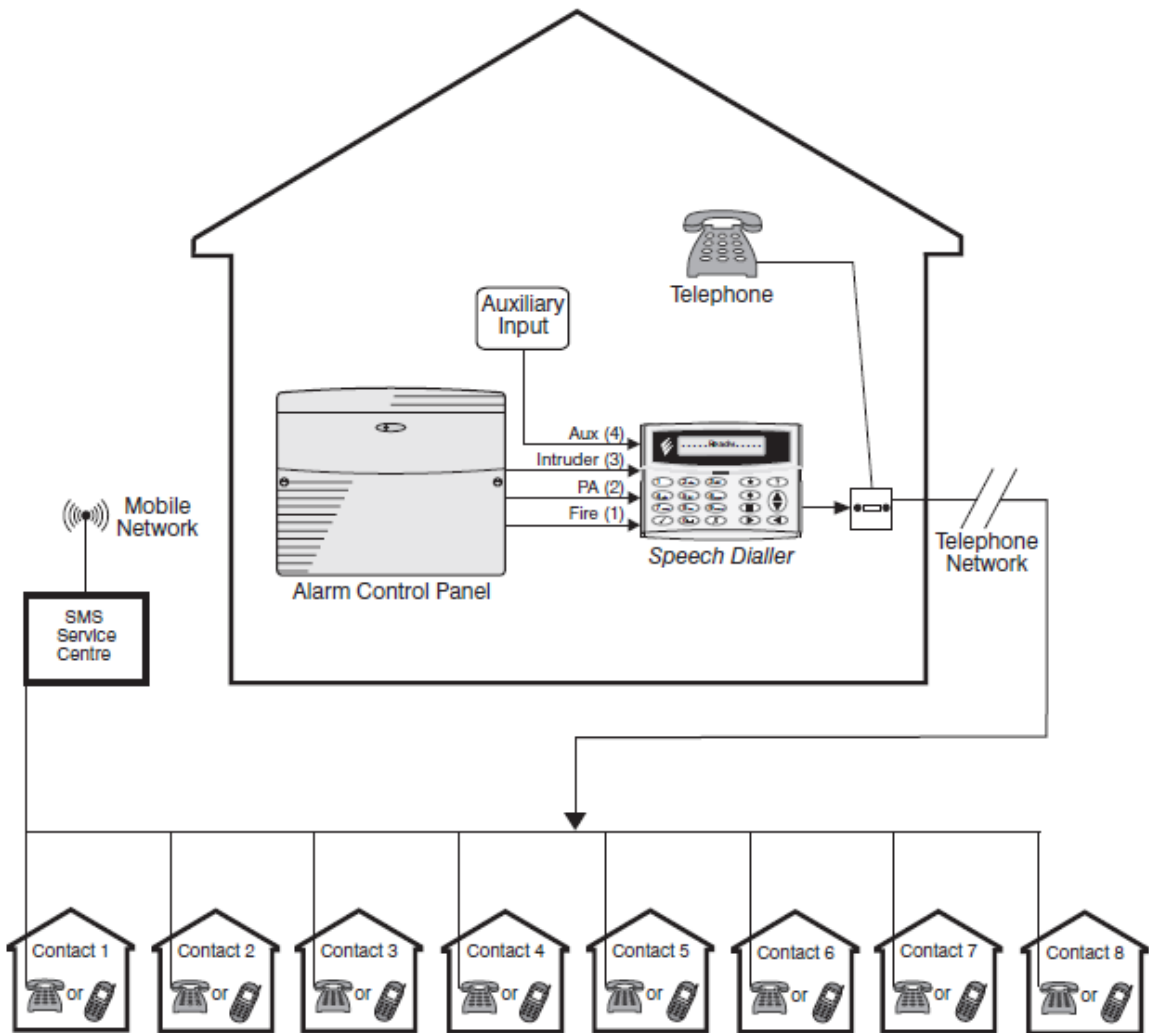 Telephone
Auxiliary
Input
Aux (4)
Intruder (3)
PA (2)
Fire (1)
.....Ready.....
Speech Dialler
Alarm Control Panel
Mobile
Network
SMS
Service
Centre
Telephone
Network
Contact 1
or
Contact 2
or
Contact 3
or
Contact 4
or
Contact 5
or
Contact 6
or
Contact 7
or
Contact 8
or